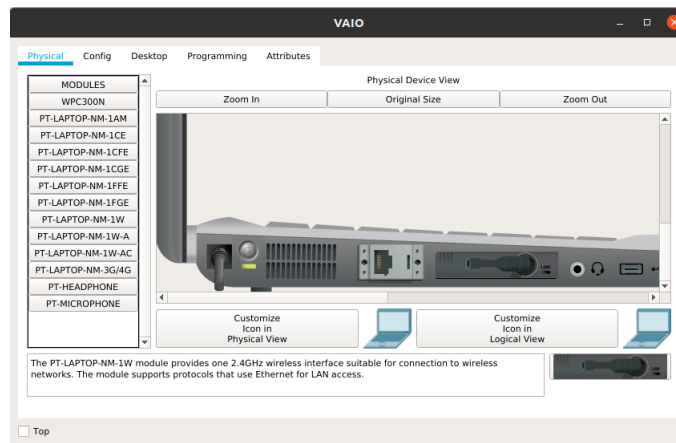 VAIO
Physical
Config
Desktop
Programming
Attributes
MODULES
WPC300N
PT-LAPTOP-NM-1AM
PT-LAPTOP-NM-1CE
PT-LAPTOP-NM-1CFE
PT-LAPTOP-NM-1CGE
PT-LAPTOP-NM-1FFE
PT-LAPTOP-NM-1FGE
PT-LAPTOP-NM-1W
PT-LAPTOP-NM-1W-A
PT-LAPTOP-NM-1W-AC
PT-LAPTOP-NM-3G/4G
PT-HEADPHONE
PT-MICROPHONE
Physical Device View
Zoom In
Original Size
Zoom Out
LAN
Customize
Icon in
Physical View
Customize
Icon in
Logical View
The PT-LAPTOP-NM-1W module provides one 2.4GHz wireless interface suitable for connection to wireless
networks. The module supports protocols that use Ethernet for LAN access.
Top